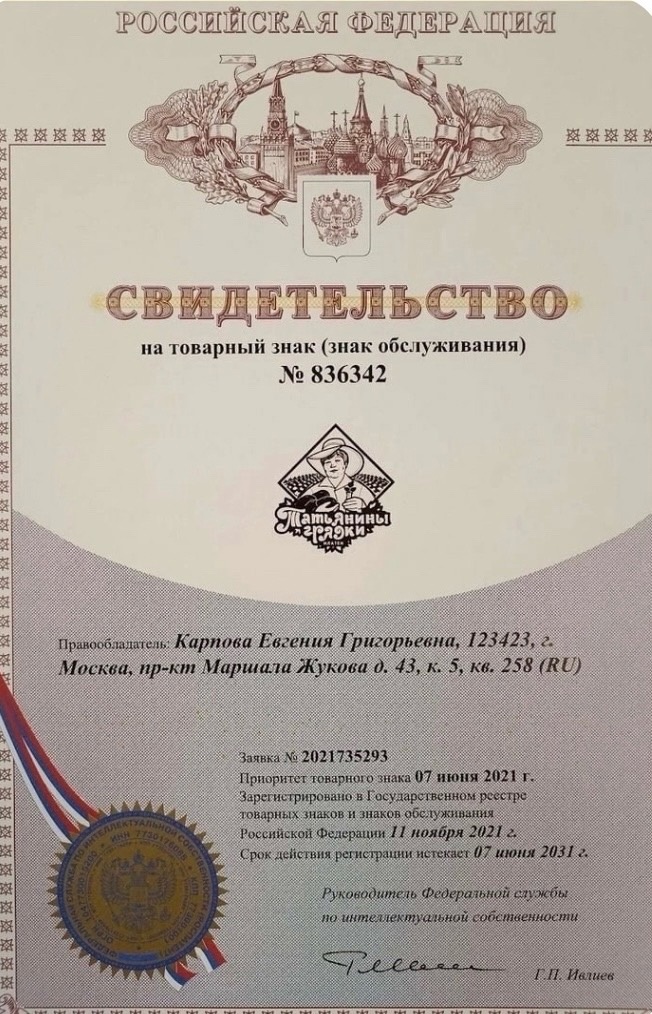 РОССИЙСКАЯ ФЕДЕРАЦИЯ
СВИДЕТЕЛЬСТВО
на товарный знак (знак обслуживания)
№ 836342
Татьянины
грядки
Правообладатель: Карпова Евгения Григорьевна, 123423, г.
Москва, пр-кт Маршала Жукова д. 43, к. 5, кв. 258 (RU)
Заявка № 2021735293
Приоритет товарного знака 07 июня 2021 г.
Зарегистрировано в Государственном реестре
товарных знаков и знаков обслуживания
Российской Федерации 11 ноября 2021 г.
Срок действия регистрации истекает 07 июня 2031 г.
Руководитель Федеральной службы
по интеллектуальной собственности
Г.П. Ивлиев